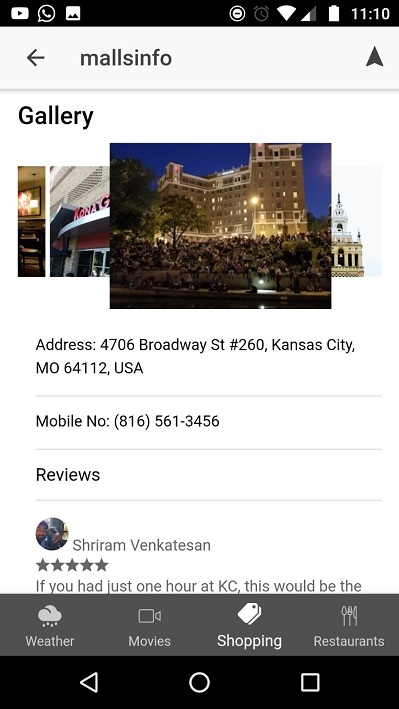 11:10
mallsinfo
Gallery
KONA G
Address: 4706 Broadway St #260, Kansas City,
MO 64112, USA
Mobile No: (816) 561-3456
Reviews
Shriram Venkatesan
If you had just one hour at KC, this would be the
Weather
Movies
Shopping
Restaurants